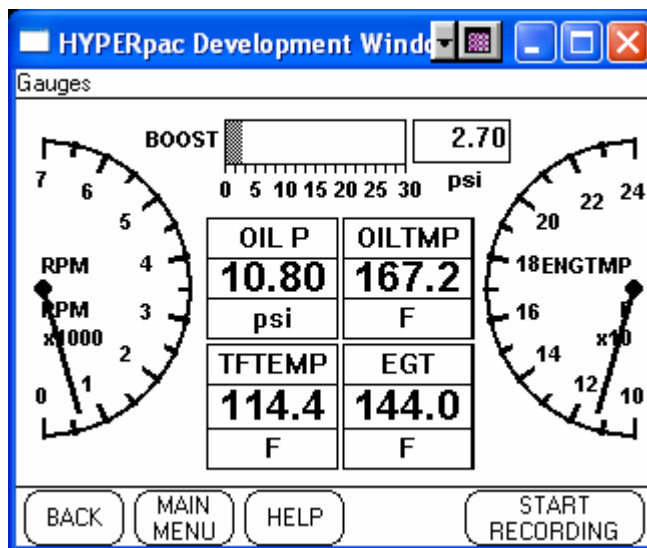 HYPERpac Development Windo
Gauges
BOOST
2.70
0 5 10 15 20 25 30
psi
7
6
5
4
3
2
1
0
RPM
RPM
x1000
OIL P
10.80
psi
OILTMP
167.2
F
TFTEMP
114.4
F
EGT
144.0
F
24
22
20
18
16
14
12
10
ENGTMP
F
x10
BACK
MAIN
MENU
HELP
START
RECORDING